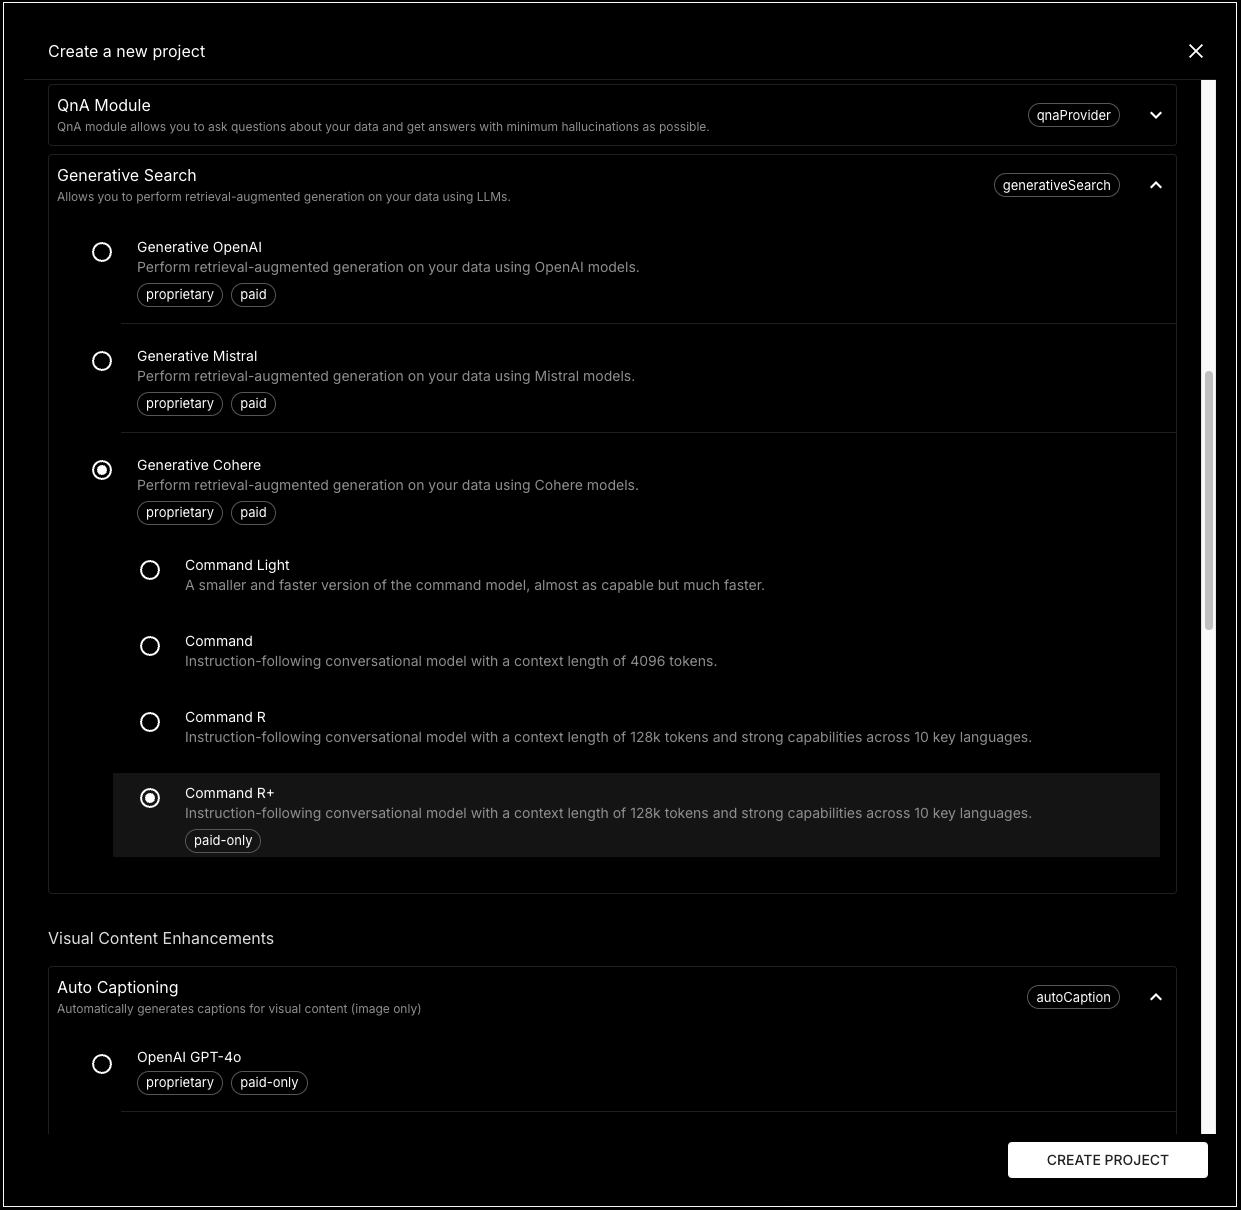 Create a new project
QnA Module
QnA module allows you to ask questions about your data and get answers with minimum hallucinations as possible.
qnaProvider
Generative Search
Allows you to perform retrieval-augmented generation on your data using LLMs.
generativeSearch
Generative OpenAI
Perform retrieval-augmented generation on your data using OpenAI models.
proprietary paid
Generative Mistral
Perform retrieval-augmented generation on your data using Mistral models.
proprietary paid
Generative Cohere
Perform retrieval-augmented generation on your data using Cohere models.
proprietary paid
Command Light
A smaller and faster version of the command model, almost as capable but much faster.
Command
Instruction-following conversational model with a context length of 4096 tokens.
Command R
Instruction-following conversational model with a context length of 128k tokens and strong capabilities across 10 key languages.
Command R+
Instruction-following conversational model with a context length of 128k tokens and strong capabilities across 10 key languages.
paid-only
Visual Content Enhancements
Auto Captioning
Automatically generates captions for visual content (image only)
autoCaption
OpenAI GPT-4o
proprietary paid-only
CREATE PROJECT